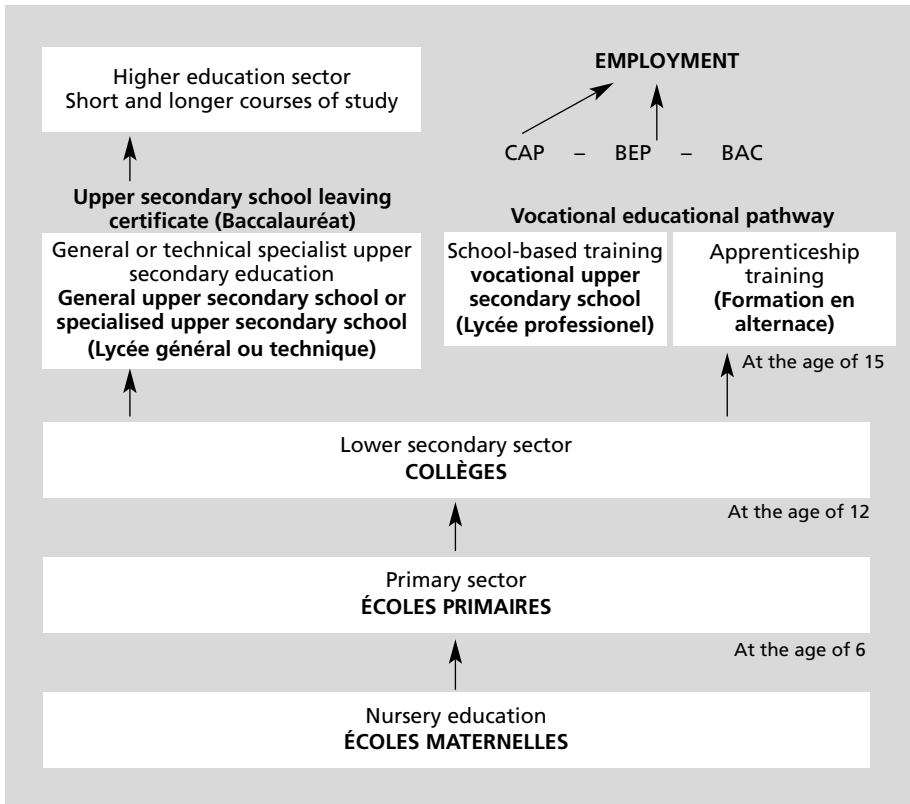 Higher education sector
Short and longer courses of study
EMPLOYMENT
CAP – BEP – BAC
Upper secondary school leaving
certificate (Baccalauréat)
General or technical specialist upper
secondary education
General upper secondary school or
specialised upper secondary school
(Lycée général ou technique)
Vocational educational pathway
School-based training
vocational upper
secondary school
(Lycée professionel)
Apprenticeship
training
(Formation en
alternace)
At the age of 15
Lower secondary sector
COLLÈGES
At the age of 12
Primary sector
ÉCOLES PRIMAIRES
At the age of 6
Nursery education
ÉCOLES MATERNELLES